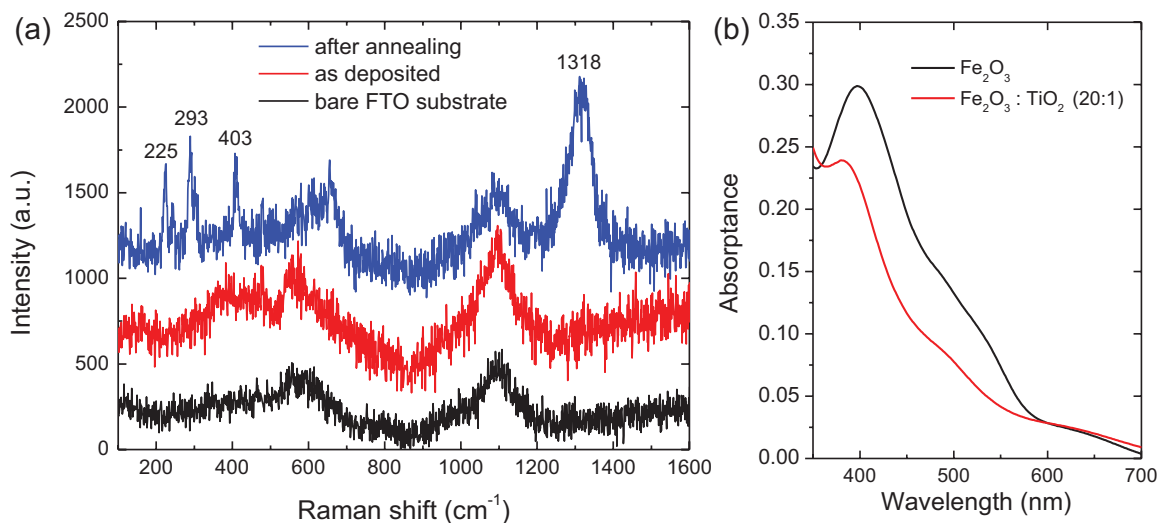 (a)
2500
2000
1500
1000
500
0
Intensity (a.u.)
after annealing
as deposited
bare FTO substrate
225
293
403
1318
200 400 600 800 1000 1200 1400 1600
Raman shift (cm⁻¹)
(b)
0.35
0.30
0.25
0.20
0.15
0.10
0.05
0.00
Absorptance
Fe₂O₃
Fe₂O₃ : TiO₂ (20:1)
400 500 600 700
Wavelength (nm)